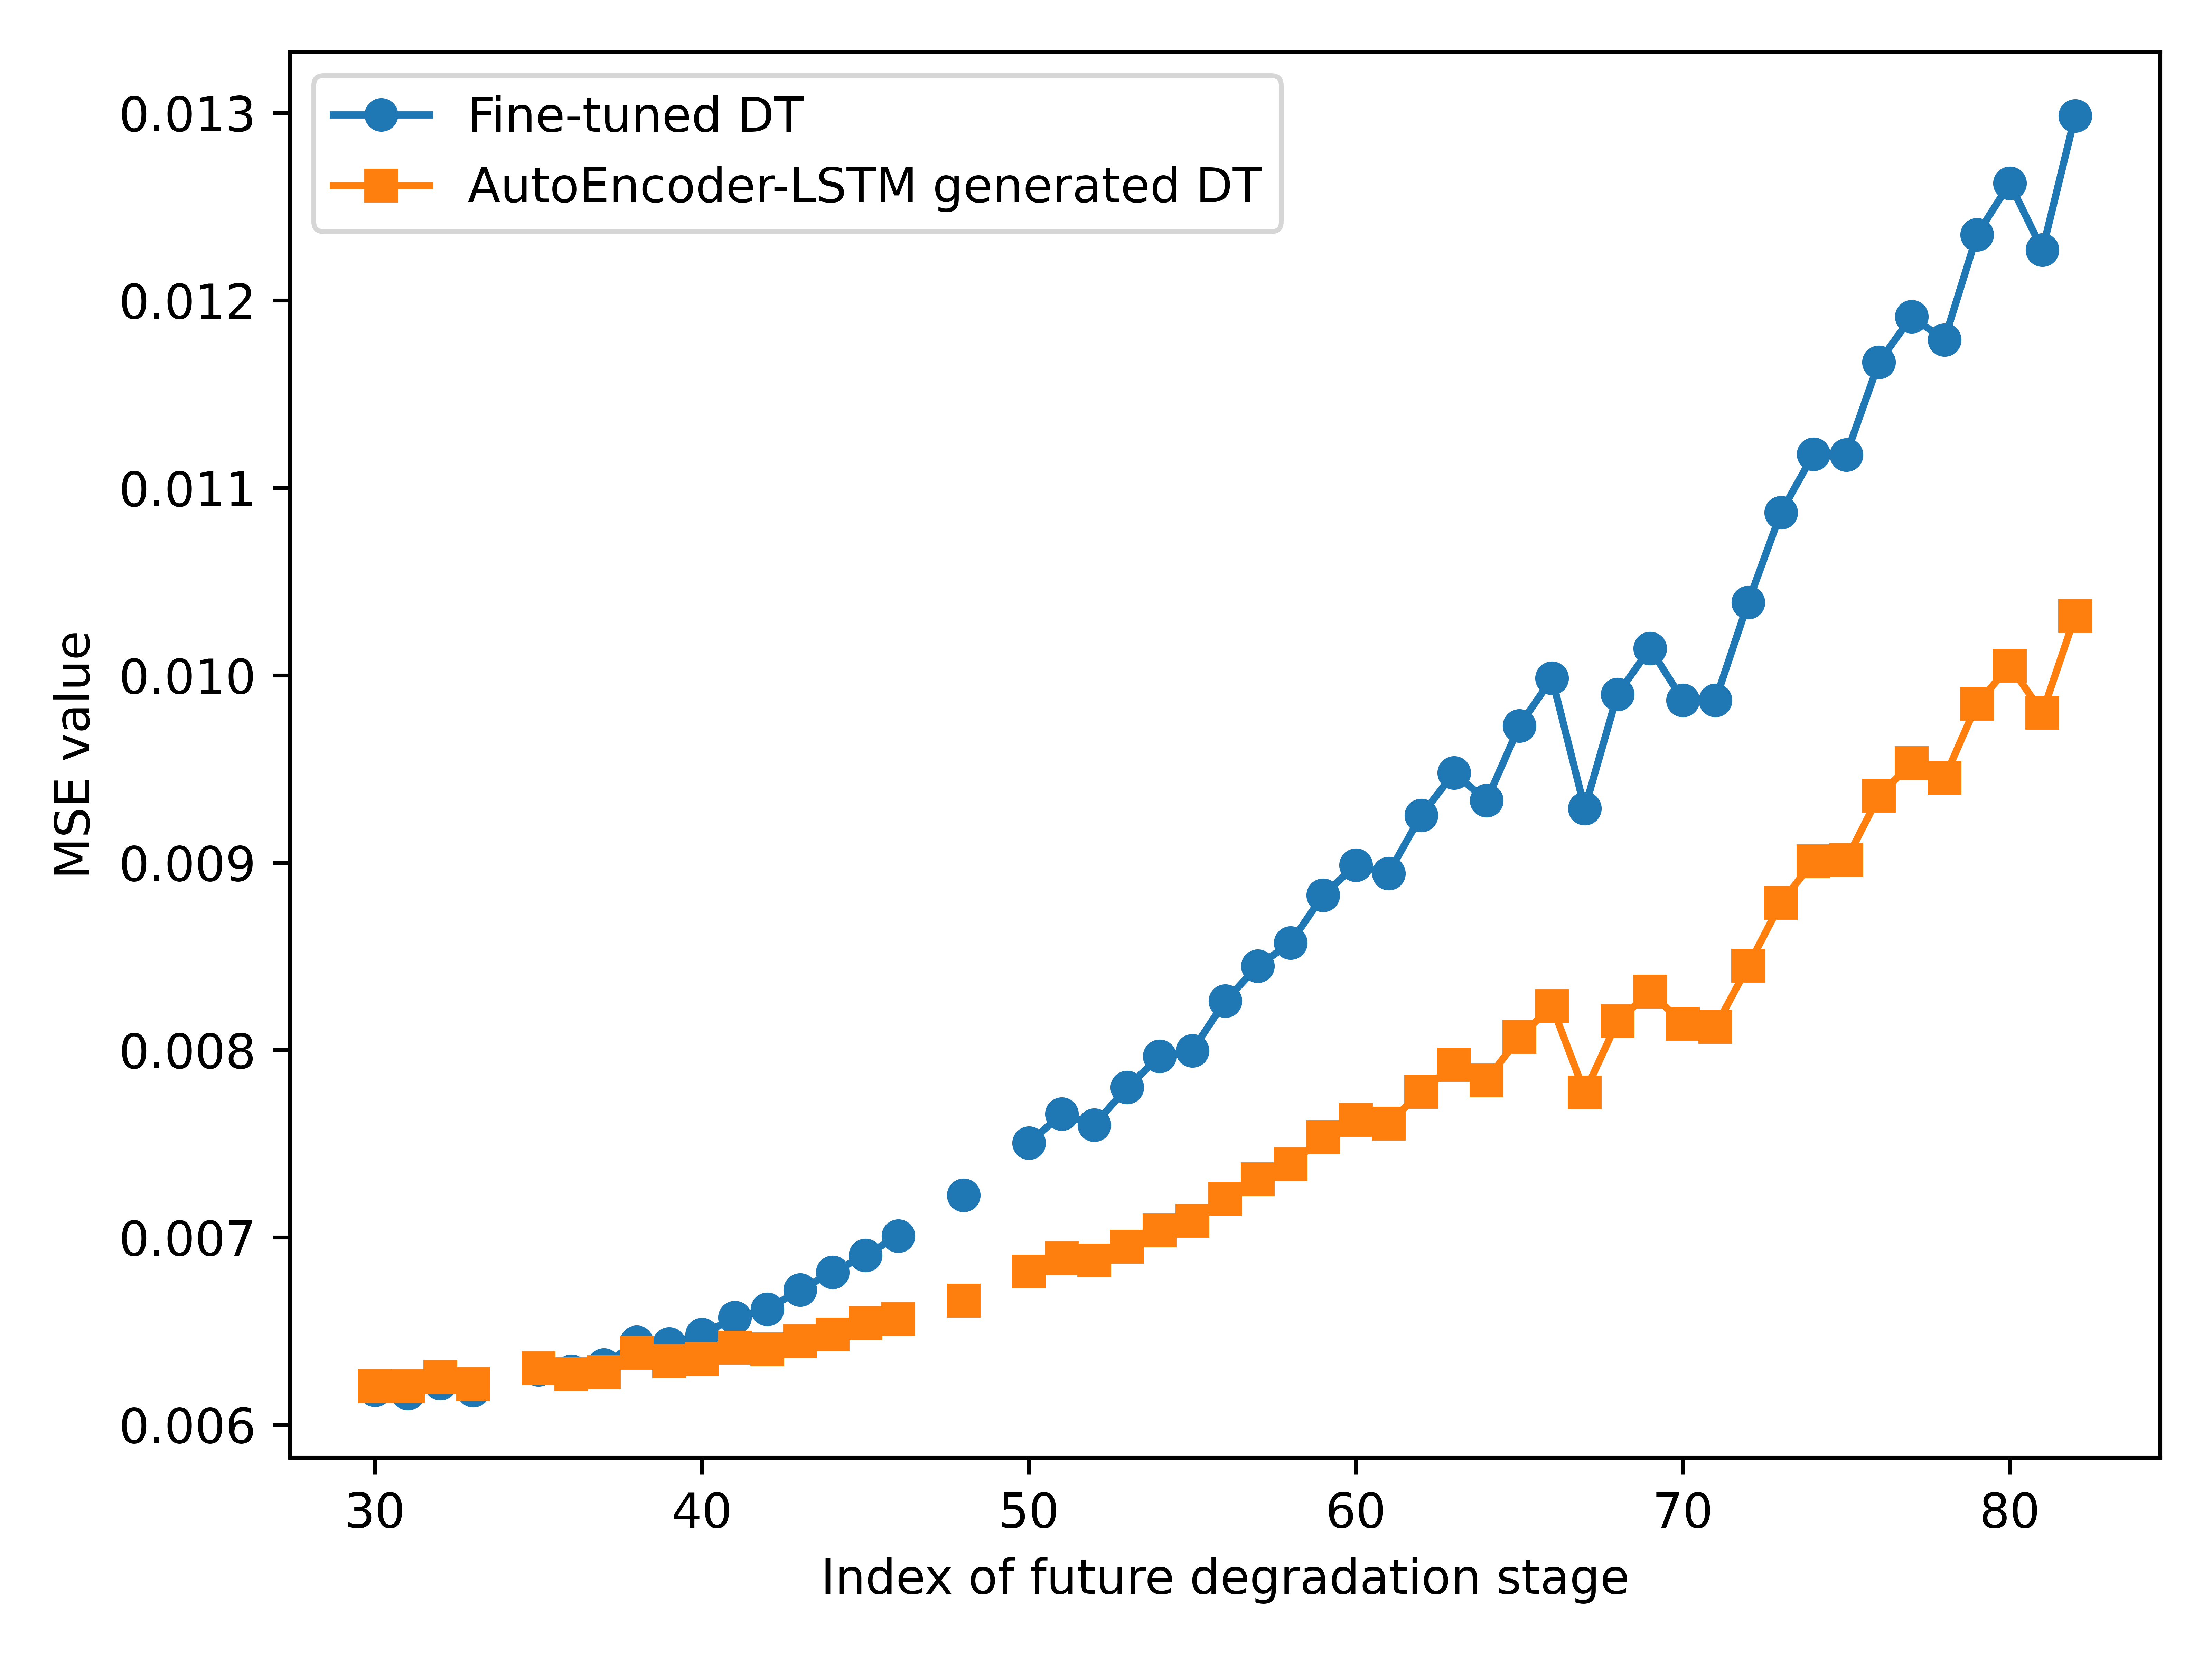 Fine-tuned DT
AutoEncoder-LSTM generated DT
0.013
0.012
0.011
0.010
0.009
0.008
0.007
0.006
MSE value
30 40 50 60 70 80
Index of future degradation stage